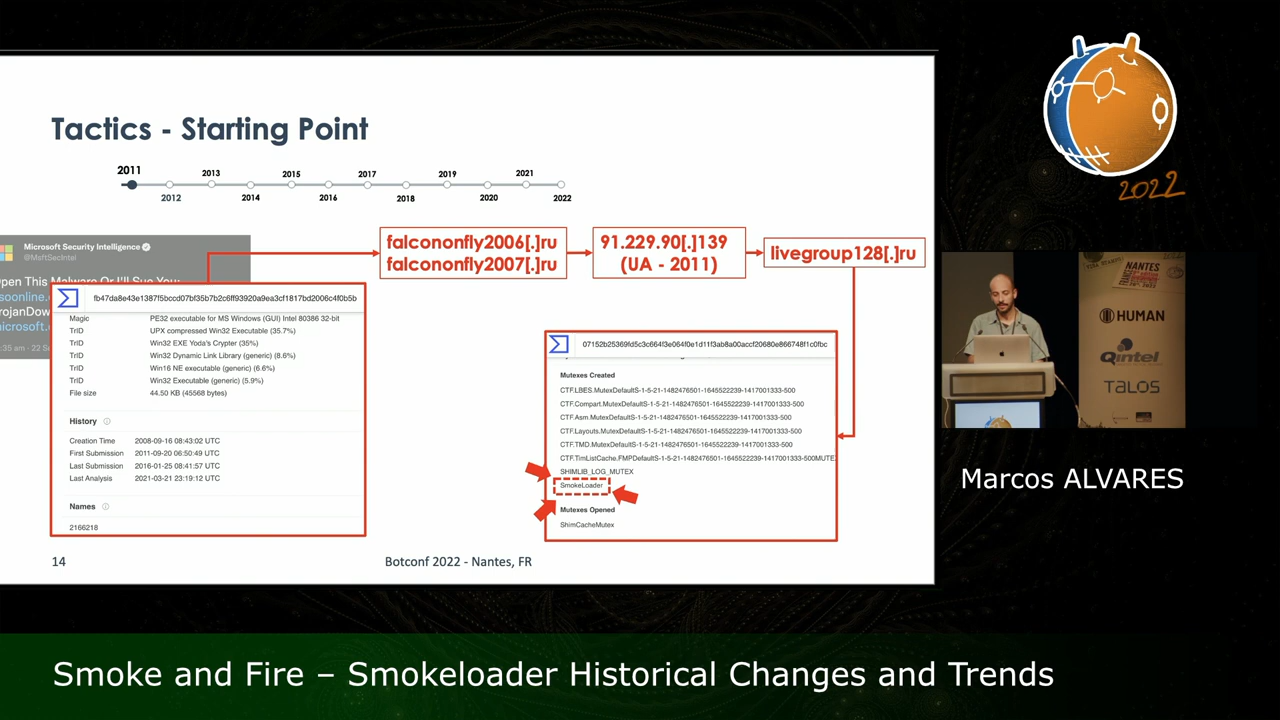 Tactics - Starting Point
2011
2013
2015
2017
2019
2021
2012
2014
2016
2018
2020
2022
Microsoft Security Intelligence
@MsftSecIntel
open This Malware Or I'll Sue You:
falcononfly2006[.]ru
falcononfly2007[.]ru
91.229.90[.]139
(UA - 2011)
livegroup128[.]ru
fb47da8e43e1387f5bccd07bf35b7b2c6ff93920a9ea3cf1817bd2006c4f0b5b
Magic PE32 executable for MS Windows (GUI) Intel 80386 32-bit
TrID UPX compressed Win32 Executable (35.7%)
TrID Win32 EXE Yoda's Crypter (35%)
TrID Win32 Dynamic Link Library (generic) (8.6%)
TrID Win16 NE executable (generic) (6.6%)
TrID Win32 Executable (generic) (5.9%)
File size 44.50 KB (45568 bytes)
History
Creation Time 2008-09-16 08:43:02 UTC
First Submission 2011-09-20 06:50:49 UTC
Last Submission 2016-01-25 08:41:57 UTC
Last Analysis 2021-03-21 23:19:12 UTC
Names
2166218
07152b25369fd5c3c664f3e064f0e1d11f3ab8a00accf20680e866748f1c0fbc
Mutexes Created
CTF.LBES.MutexDefaultS-1-5-21-1482476501-1645522239-1417001333-500
CTF.Compart.MutexDefaultS-1-5-21-1482476501-1645522239-1417001333-500
CTF.Asm.MutexDefaultS-1-5-21-1482476501-1645522239-1417001333-500
CTF.Layouts.MutexDefaultS-1-5-21-1482476501-1645522239-1417001333-500
CTF.TMD.MutexDefaultS-1-5-21-1482476501-1645522239-1417001333-500
CTF.TimListCache.FMPDefaultS-1-5-21-1482476501-1645522239-1417001333-500MUTE
SHIMLIB_LOG_MUTEX
SmokeLoader
Mutexes Opened
ShimCacheMutex
14
Botconf 2022 - Nantes, FR
2022
NANTES
HUMAN
Qintel
TALOS
Marcos ALVARES
Smoke and Fire – Smokeloader Historical Changes and Trends